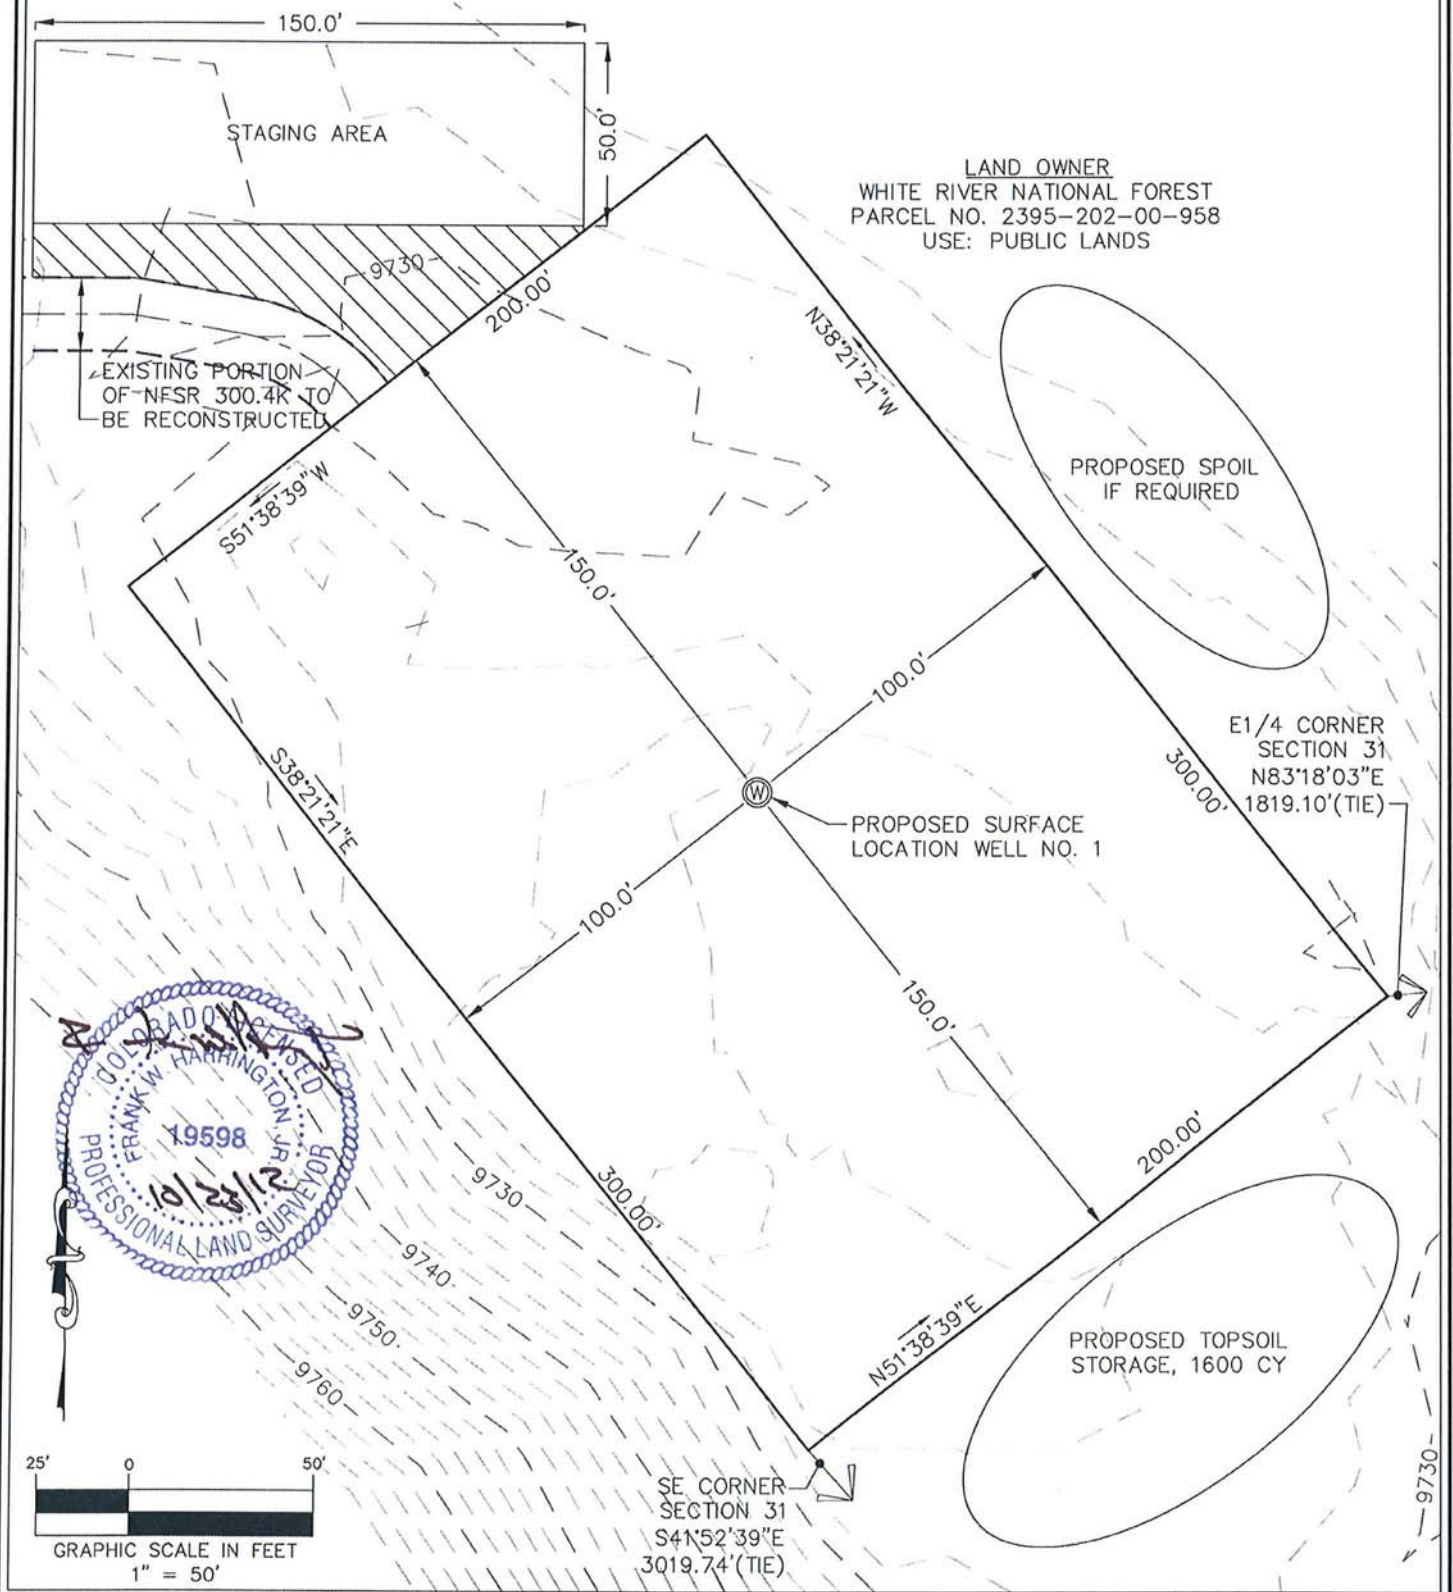 150.0'
50.0'
STAGING AREA
LAND OWNER
WHITE RIVER NATIONAL FOREST
PARCEL NO. 2395-202-00-958
USE: PUBLIC LANDS
9730
200.00'
N38°21'21"W
EXISTING PORTION
OF NFSR 300.4K TO
BE RECONSTRUCTED
S51°38'39"W
PROPOSED SPOIL
IF REQUIRED
150.0'
100.0'
E1/4 CORNER
SECTION 31
N83°18'03"E
1819.10'(TIE)
300.00'
S38°21'21"E
W
PROPOSED SURFACE
LOCATION WELL NO. 1
100.0'
150.0'
COLORADO LICENSED
FRANK W. HARRINGTON, JR.
19598
10/23/12
PROFESSIONAL LAND SURVEYOR
200.00'
9730
300.00'
9740
9750
9760
N51°38'39"E
PROPOSED TOPSOIL
STORAGE, 1600 CY
9730
SE CORNER
SECTION 31
S41°52'39"E
3019.74'(TIE)
25' 0 50'
GRAPHIC SCALE IN FEET
1" = 50'